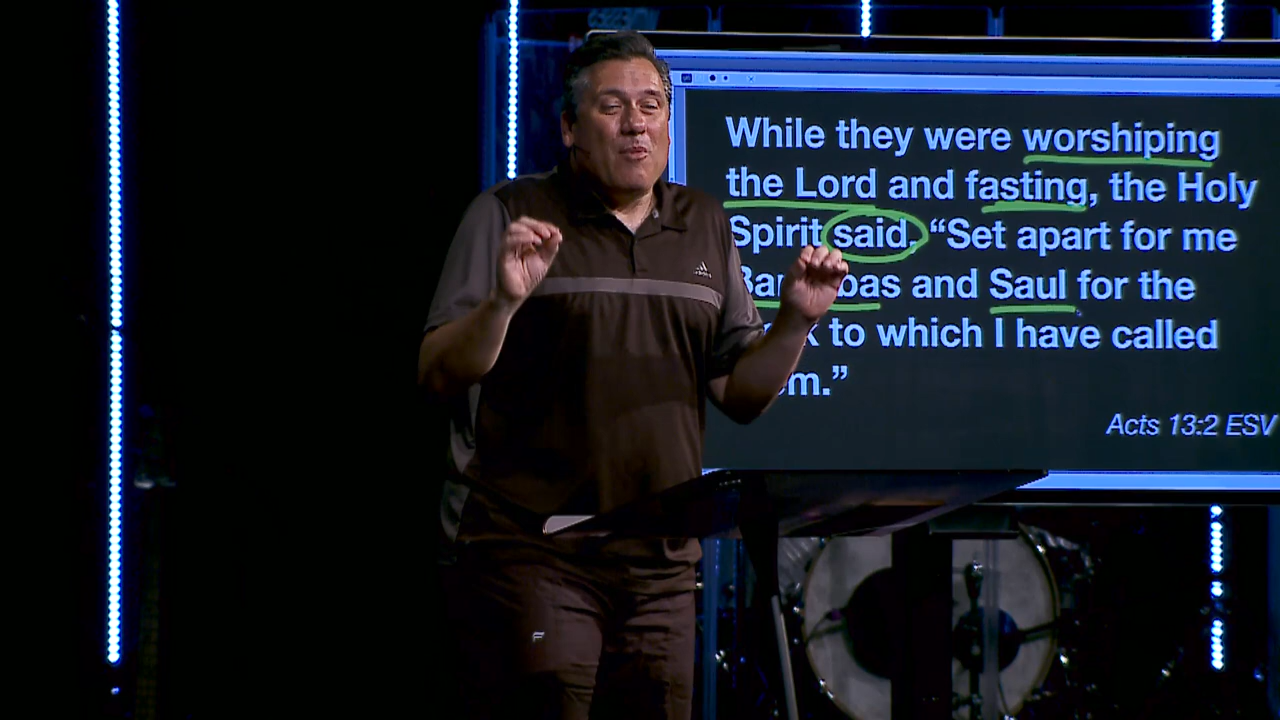 While they were worshiping
the Lord and fasting, the Holy
Spirit said, “Set apart for me
and Saul for the
to which I have called
Acts 13:2 ESV
adidas